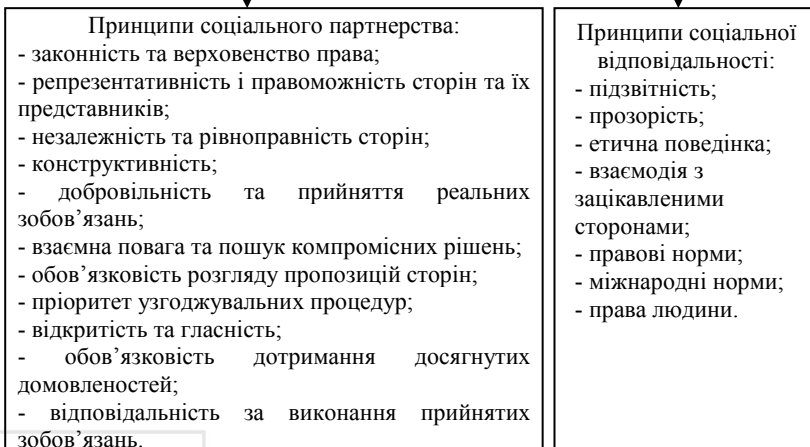 Принципи соціального партнерства:
- законність та верховенство права;
- репрезентативність і правоможність сторін та їх
представників;
- незалежність та рівноправність сторін;
- конструктивність;
- добровільність та прийняття реальних
зобов’язань;
- взаємна повага та пошук компромісних рішень;
- обов’язковість розгляду пропозицій сторін;
- пріоритет узгоджувальних процедур;
- відкритість та гласність;
- обов’язковість дотримання досягнутих
домовленостей;
- відповідальність за виконання прийнятих
зобов’язань.
Принципи соціальної
відповідальності:
- підзвітність;
- прозорість;
- етична поведінка;
- взаємодія з
зацікавленими
сторонами;
- правові норми;
- міжнародні норми;
- права людини.